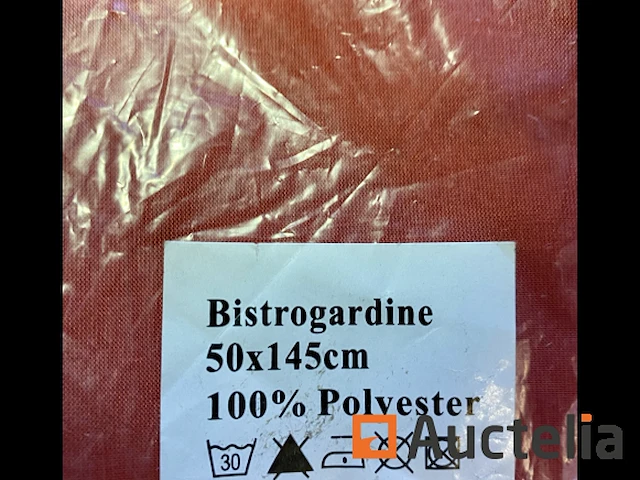 Bistrogardine
50x145cm
100% Polyester
30
Auctelia